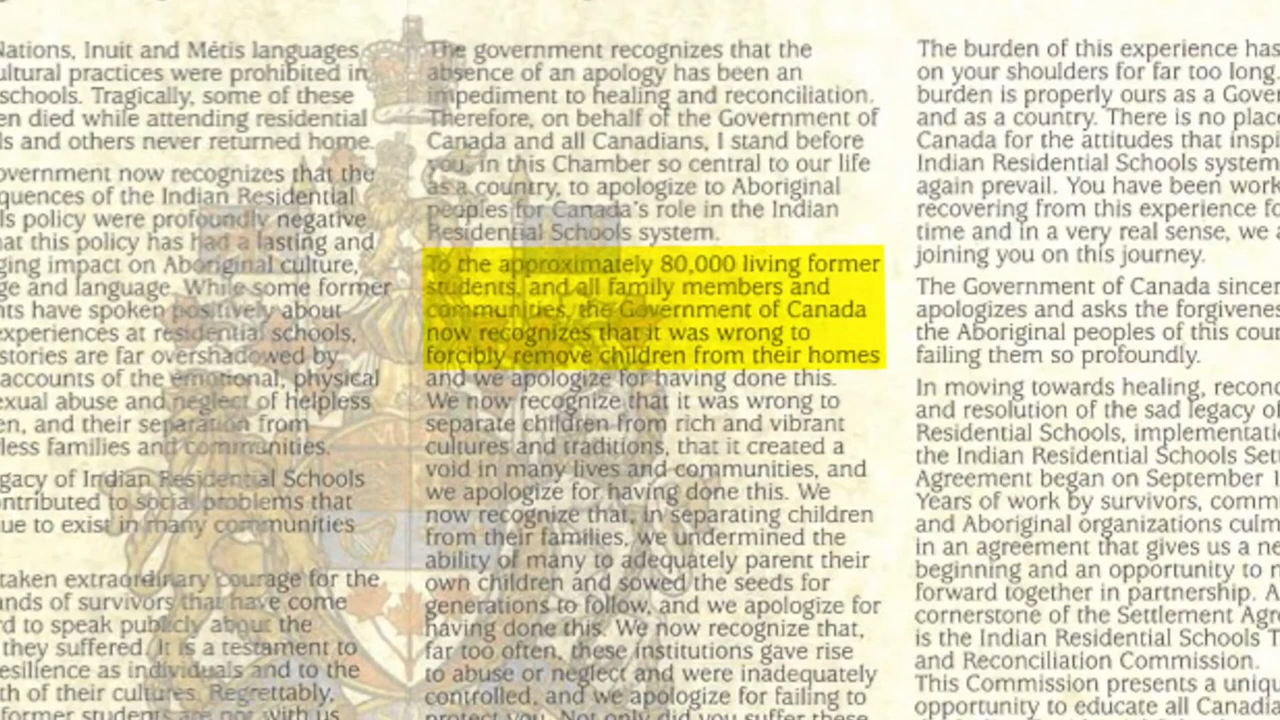 Nations, Inuit and Métis languages
ultural practices were prohibited in
schools. Tragically, some of these
en died while attending residential
ls and others never returned home.
overnment now recognizes that the
quences of the Indian Residential
ls policy were profoundly negative
hat this policy has had a lasting and
ging impact on Aboriginal culture,
ge and language. While some former
nts have spoken positively about
experiences at residential schools,
stories are far overshadowed by
accounts of the emotional, physical
exual abuse and neglect of helpless
en, and their separation from
less families and communities.
gacy of Indian Residential Schools
ontributed to social problems that
ue to exist in many communities
taken extraordinary courage for the
ands of survivors that have come
rd to speak publicly about the
they suffered. It is a testament to
esilience as individuals and to the
th of their cultures. Regrettably,
former students are not with us
The government recognizes that the
absence of an apology has been an
impediment to healing and reconciliation.
Therefore, on behalf of the Government of
Canada and all Canadians, I stand before
you, in this Chamber so central to our life
as a country, to apologize to Aboriginal
peoples for Canada's role in the Indian
Residential Schools system.
To the approximately 80,000 living former
students, and all family members and
communities, the Government of Canada
now recognizes that it was wrong to
forcibly remove children from their homes
and we apologize for having done this.
We now recognize that it was wrong to
separate children from rich and vibrant
cultures and traditions, that it created a
void in many lives and communities, and
we apologize for having done this. We
now recognize that, in separating children
from their families, we undermined the
ability of many to adequately parent their
own children and sowed the seeds for
generations to follow, and we apologize for
having done this. We now recognize that,
far too often, these institutions gave rise
to abuse or neglect and were inadequately
controlled, and we apologize for failing to
protect you. Not only did you suffer these
The burden of this experience has
on your shoulders for far too long.
burden is properly ours as a Gover
and as a country. There is no place
Canada for the attitudes that inspi
Indian Residential Schools system
again prevail. You have been work
recovering from this experience fo
time and in a very real sense, we a
joining you on this journey.
The Government of Canada sincer
apologizes and asks the forgivenes
the Aboriginal peoples of this cou
failing them so profoundly.
In moving towards healing, recond
and resolution of the sad legacy of
Residential Schools, implementatio
the Indian Residential Schools Sett
Agreement began on September 1
Years of work by survivors, comm
and Aboriginal organizations culm
in an agreement that gives us a ne
beginning and an opportunity to m
forward together in partnership. A
cornerstone of the Settlement Agr
is the Indian Residential Schools T
and Reconciliation Commission.
This Commission presents a uniqu
opportunity to educate all Canadia